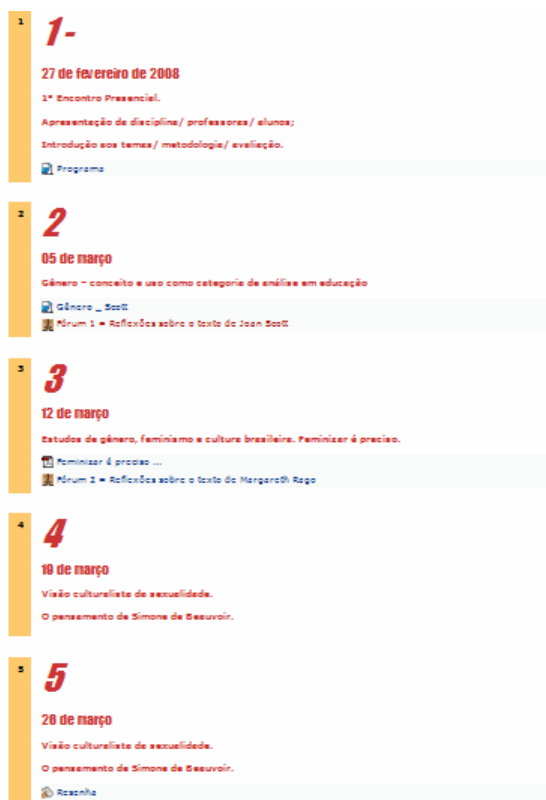 1
1-
27 de fevereiro de 2008
1º Encontro Presencial.
Apresentação da disciplina/ professores/ alunos;
Introdução aos temas/ metodologia/ avaliação.
Programa
2
2
05 de março
Gênero - conceito e uso como categoria de análise em educação
Gênero _ Scott
Fórum 1 - Reflexões sobre o texto de Joan Scott
3
3
12 de março
Estudos de gênero, feminismo e cultura brasileira. Feminizar é preciso.
Feminizar é preciso ...
Fórum 2 - Reflexões sobre o texto de Margareth Rago
4
4
19 de março
Visão culturalista da sexualidade.
O pensamento de Simone de Beauvoir.
5
5
26 de março
Visão culturalista da sexualidade.
O pensamento de Simone de Beauvoir.
Resenha